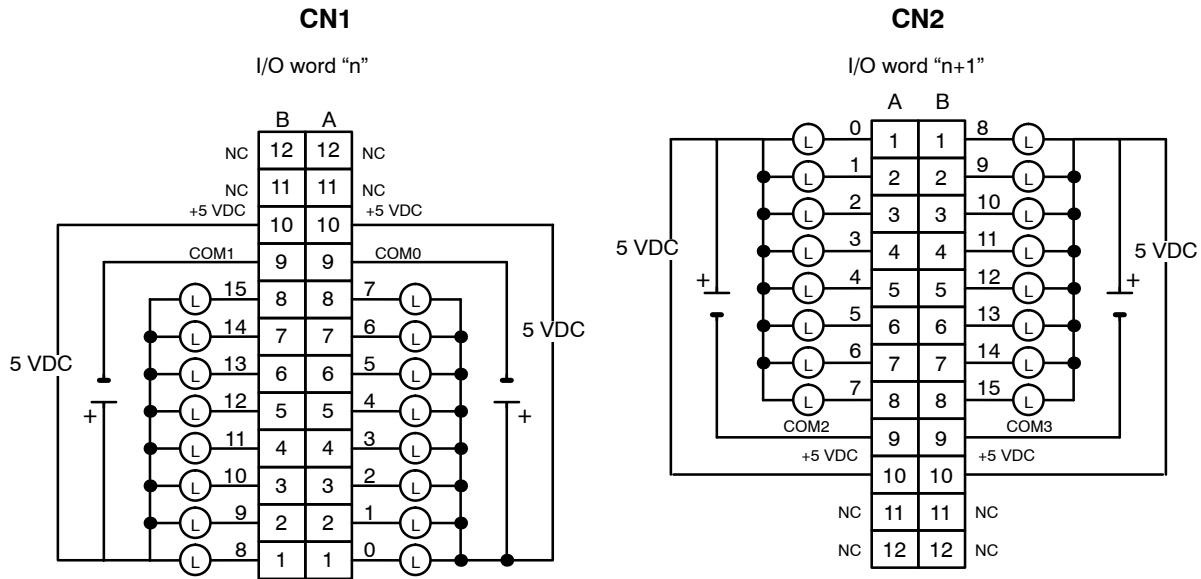 CN1
I/O word “n”
B A
NC 12 12 NC
NC 11 11 NC
+5 VDC 10 10 +5 VDC
COM1 9 9 COM0
L 15 8 8 7 L
L 14 7 7 6 L
5 VDC
L 13 6 6 5 L
5 VDC
+ L 12 5 5 4 L +
L 11 4 4 3 L
L 10 3 3 2 L
L 9 2 2 1 L
L 8 1 1 0 L
CN2
I/O word “n+1”
A B
L 0 1 1 8 L
L 1 2 2 9 L
L 2 3 3 10 L
5 VDC L 3 4 4 11 L 5 VDC
+ L 4 5 5 12 L +
L 5 6 6 13 L
L 6 7 7 14 L
L 7 8 8 15 L
COM2 9 9 COM3
+5 VDC 10 10 +5 VDC
NC 11 11 NC
NC 12 12 NC